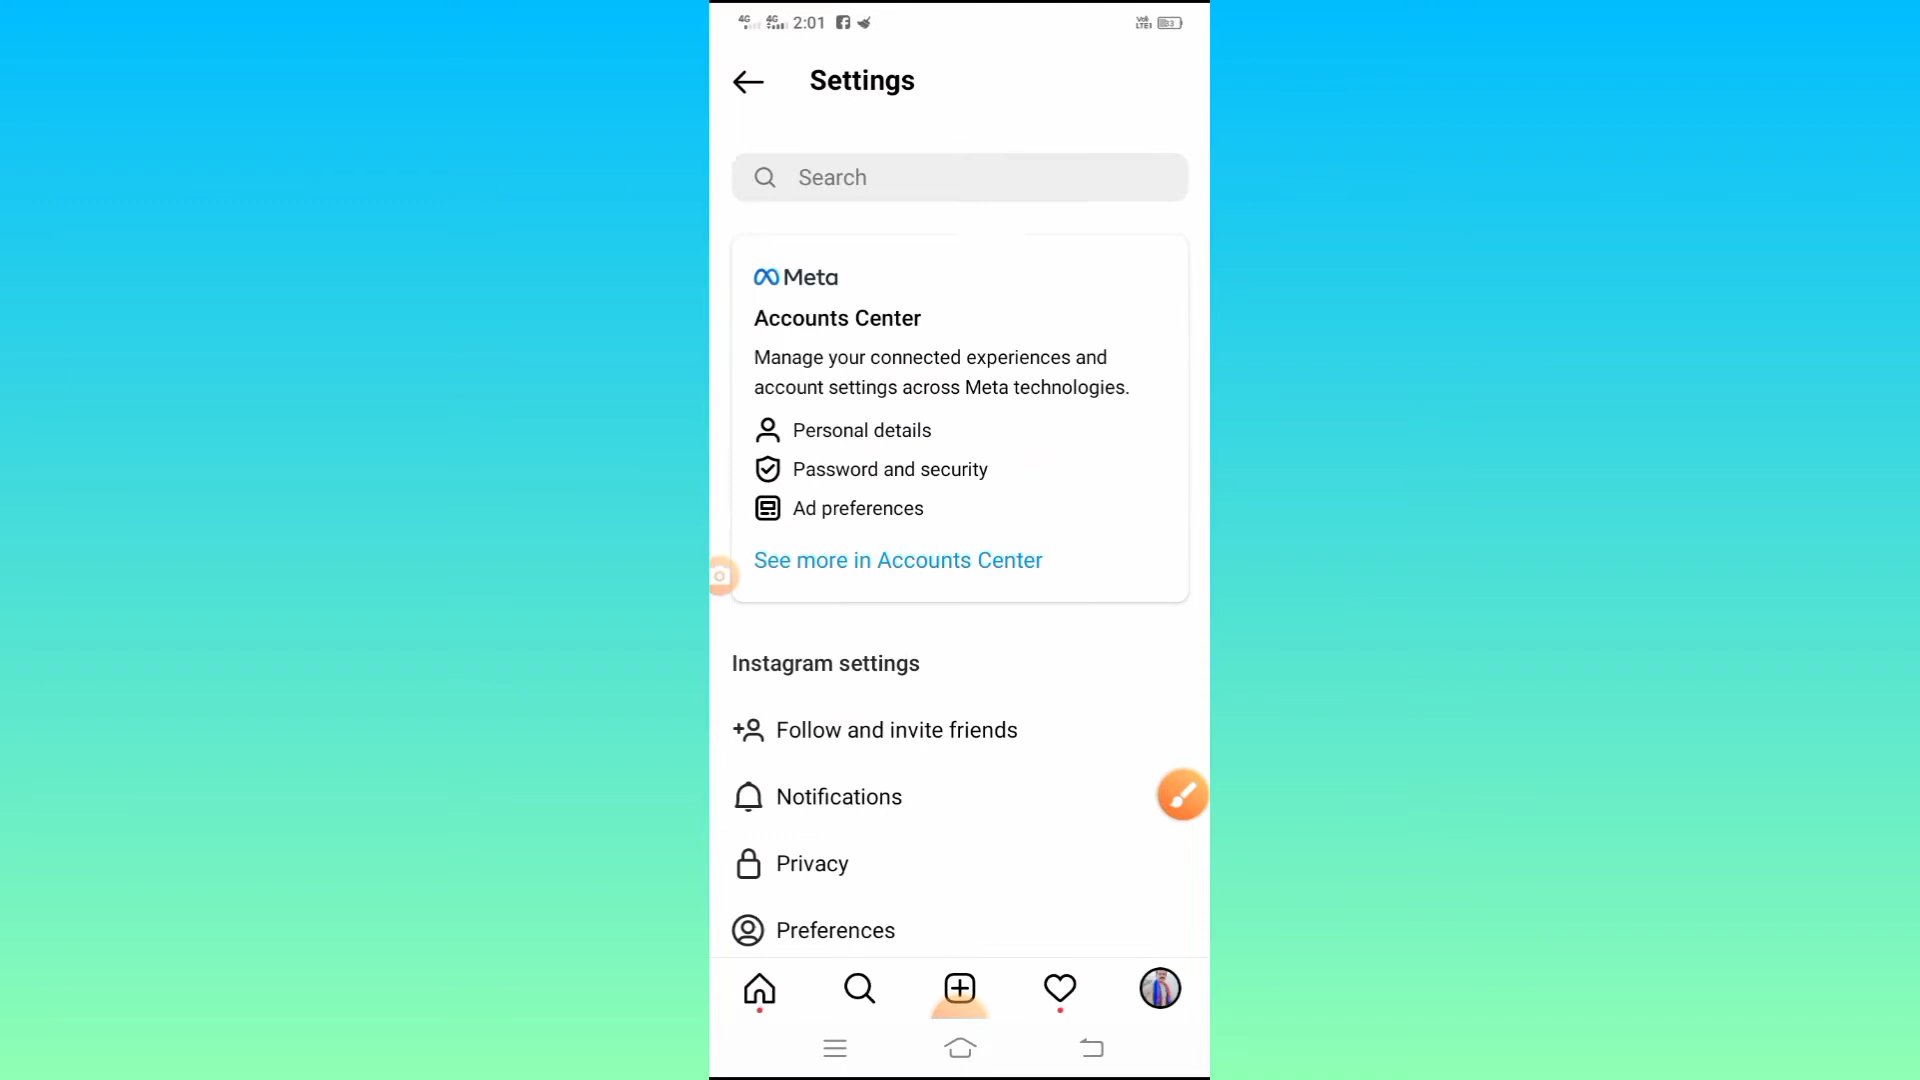 4G 4G 2:01
Settings
Search
Meta
Accounts Center
Manage your connected experiences and
account settings across Meta technologies.
Personal details
Password and security
Ad preferences
See more in Accounts Center
Instagram settings
Follow and invite friends
Notifications
Privacy
Preferences